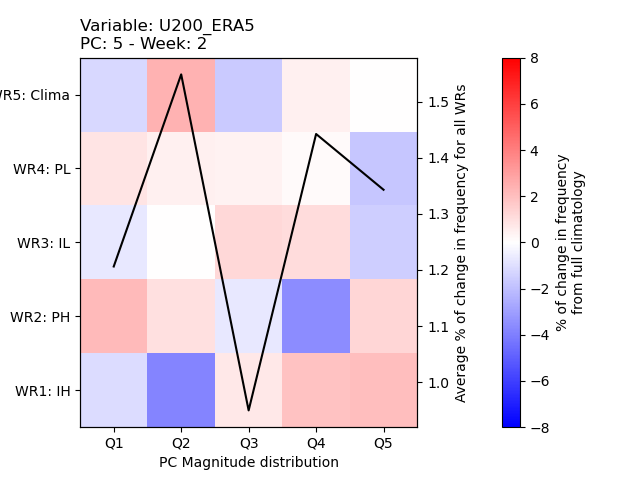 Variable: U200_ERA5
PC: 5 - Week: 2
WR5: Clima
WR4: PL
WR3: IL
WR2: PH
WR1: IH
Q1 Q2 Q3 Q4 Q5
PC Magnitude distribution
1.5
1.4
1.3
1.2
1.1
1.0
Average % of change in frequency for all WRs
8
6
4
2
0
−2
−4
−6
−8
% of change in frequency
from full climatology